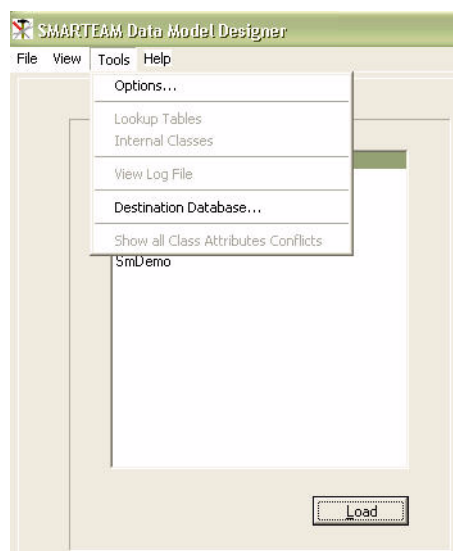 SMARTEAM Data Model Designer
File View Tools Help
Options...
Lookup Tables
Internal Classes
View Log File
Destination Database...
Show all Class Attributes Conflicts
SmDemo
Load